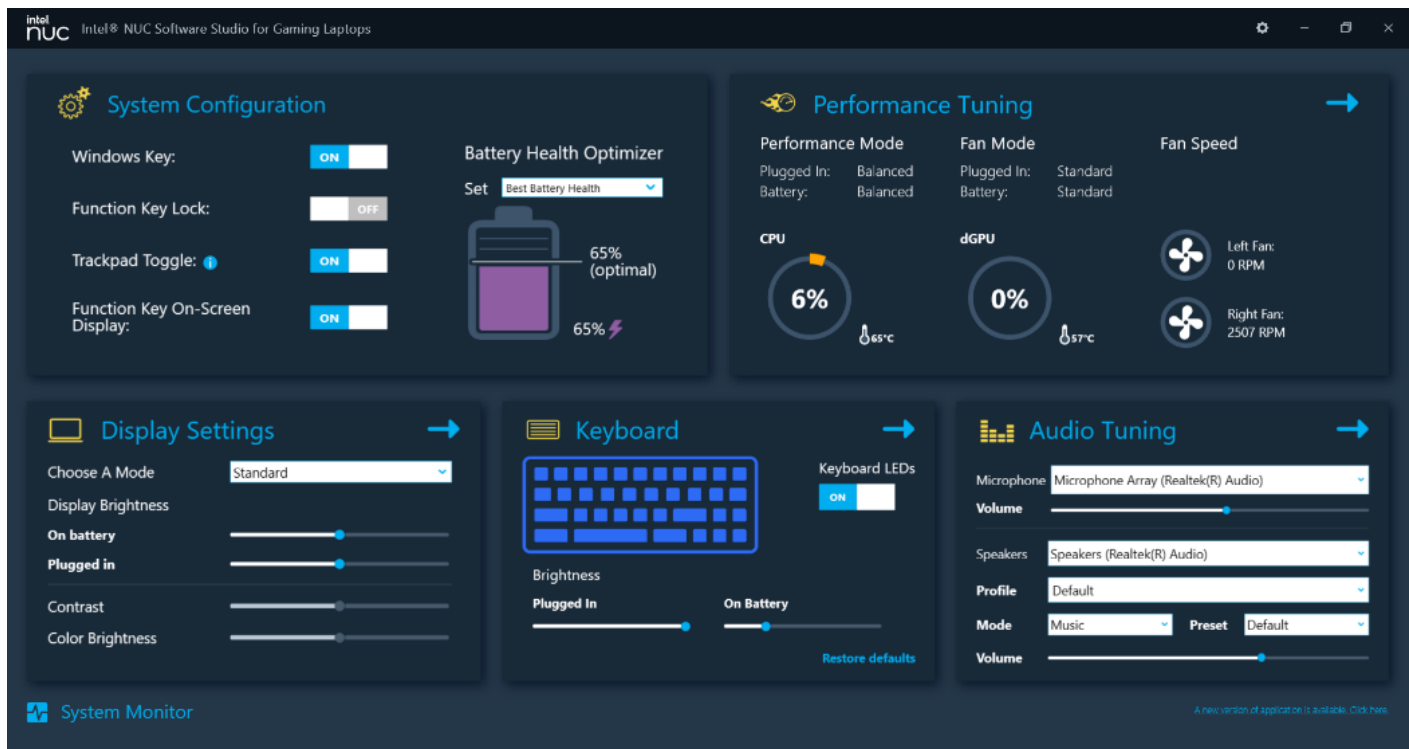 intel
nuc Intel® NUC Software Studio for Gaming Laptops
System Configuration
Windows Key:
ON
Function Key Lock:
OFF
Trackpad Toggle:
i
ON
Function Key On-Screen
Display:
ON
Battery Health Optimizer
Set
Best Battery Health
65%
(optimal)
65%
Performance Tuning
Performance Mode
Plugged In: Balanced
Battery: Balanced
Fan Mode
Plugged In: Standard
Battery: Standard
Fan Speed
CPU
6%
65°C
dGPU
0%
57°C
Left Fan:
0 RPM
Right Fan:
2507 RPM
Display Settings
Choose A Mode
Standard
Display Brightness
On battery
Plugged in
Contrast
Color Brightness
Keyboard
Keyboard LEDs
ON
Brightness
Plugged In
On Battery
Restore defaults
Audio Tuning
Microphone
Microphone Array (Realtek(R) Audio)
Volume
Speakers
Speakers (Realtek(R) Audio)
Profile
Default
Mode
Music
Preset
Default
Volume
System Monitor
A new version of application is available. Click here.